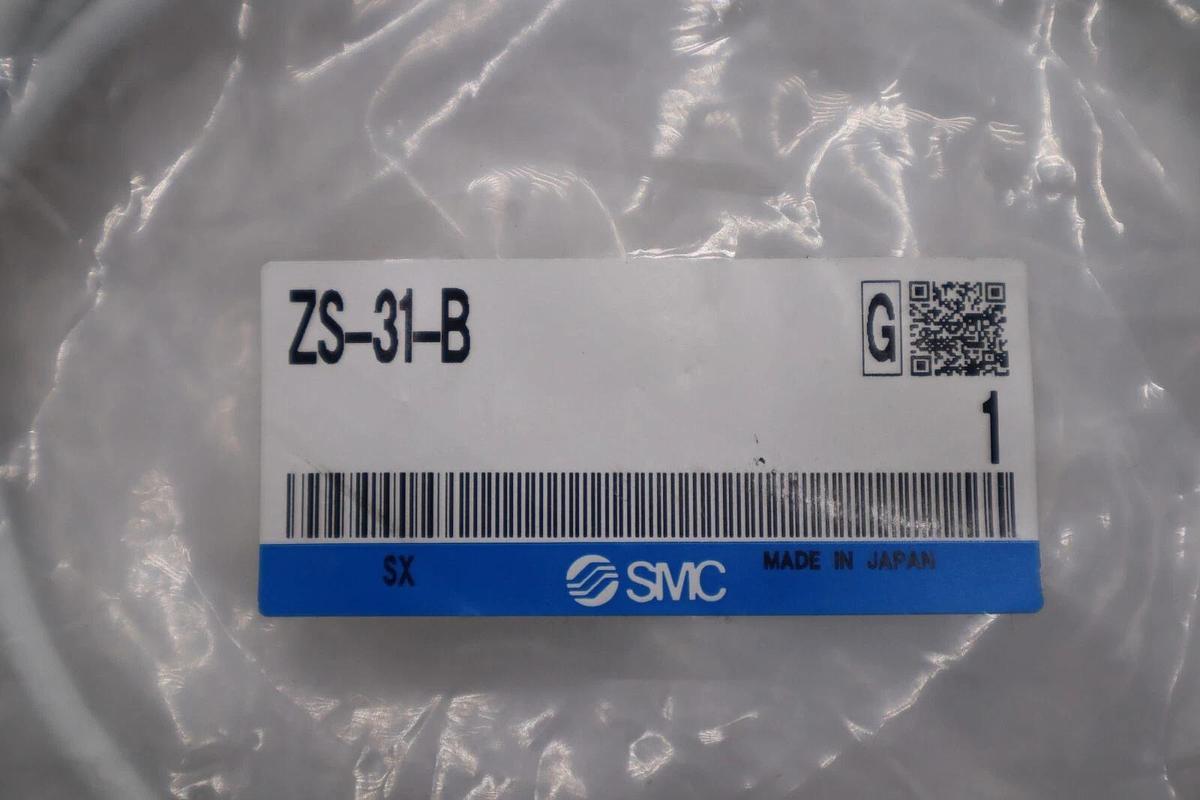 ZS-31-B
G
1
SX
SMC
MADE IN JAPAN